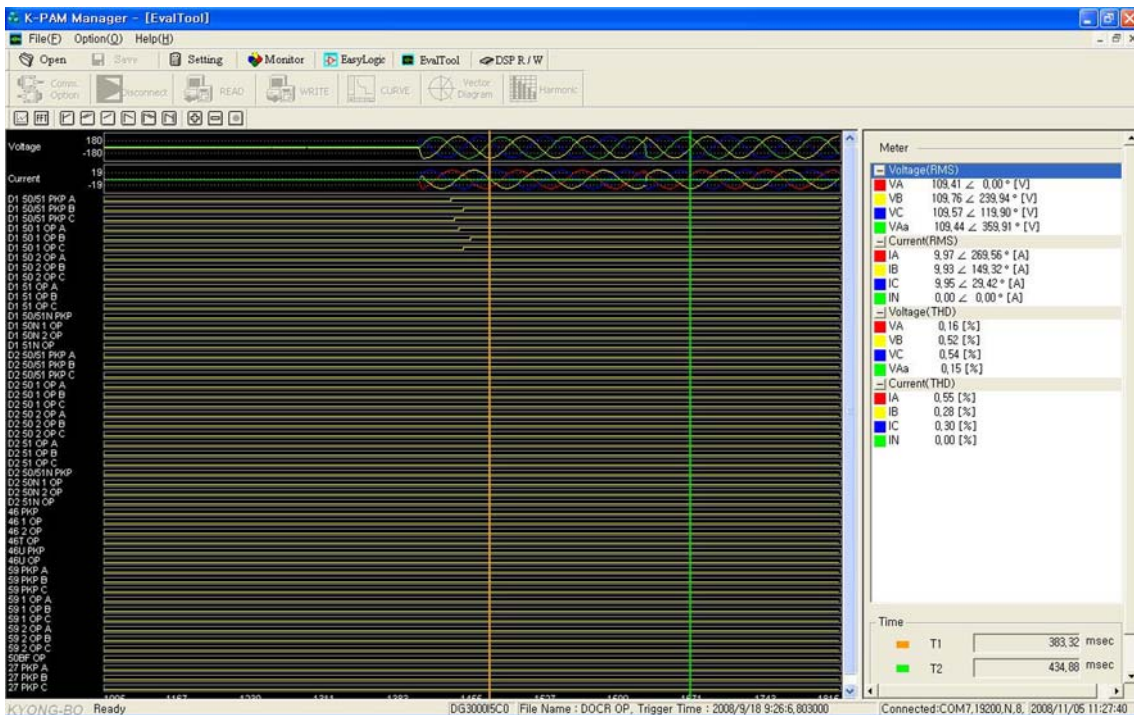 K-PAM Manager - [EvalTool]
File(F) Option(O) Help(H)
Open Save Setting Monitor EasyLogic EvalTool DSP R / W
Comm. Option Disconnect READ WRITE CURVE Vector Diagram Harmonic
Voltage 180
-180
Current 19
-19
D1 50/51 PKP A
D1 50/51 PKP B
D1 50/51 PKP C
D1 50 1 OP A
D1 50 1 OP B
D1 50 1 OP C
D1 50 2 OP A
D1 50 2 OP B
D1 50 2 OP C
D1 51 OP A
D1 51 OP B
D1 51 OP C
D1 50/51N PKP
D1 50N 1 OP
D1 50N 2 OP
D1 51N OP
D2 50/51 PKP A
D2 50/51 PKP B
D2 50/51 PKP C
D2 50 1 OP A
D2 50 1 OP B
D2 50 1 OP C
D2 50 2 OP A
D2 50 2 OP B
D2 50 2 OP C
D2 51 OP A
D2 51 OP B
D2 51 OP C
D2 50/51N PKP
D2 50N 1 OP
D2 50N 2 OP
D2 51N OP
46 PKP
46 1 OP
46 2 OP
46T OP
46U PKP
46U OP
59 PKP A
59 PKP B
59 PKP C
59 1 OP A
59 1 OP B
59 1 OP C
59 2 OP A
59 2 OP B
59 2 OP C
50BF OP
27 PKP A
27 PKP B
27 PKP C
Meter
Voltage(RMS)
VA 109,41 ∠ 0,00 ° [V]
VB 109,76 ∠ 239,94 ° [V]
VC 109,57 ∠ 119,90 ° [V]
VAa 109,44 ∠ 359,91 ° [V]
Current(RMS)
IA 9,97 ∠ 269,56 ° [A]
IB 9,93 ∠ 149,32 ° [A]
IC 9,95 ∠ 29,42 ° [A]
IN 0,00 ∠ 0,00 ° [A]
Voltage(THD)
VA 0,16 [%]
VB 0,52 [%]
VC 0,54 [%]
VAa 0,15 [%]
Current(THD)
IA 0,55 [%]
IB 0,28 [%]
IC 0,30 [%]
IN 0,00 [%]
Time
T1 383,32 msec
T2 434,88 msec
KYONG-BO Ready DG3000I5C0 File Name : DOCR OP, Trigger Time : 2008/9/18 9:26:6,803000 Connected:COM7,19200,N,8, 2008/11/05 11:27:40